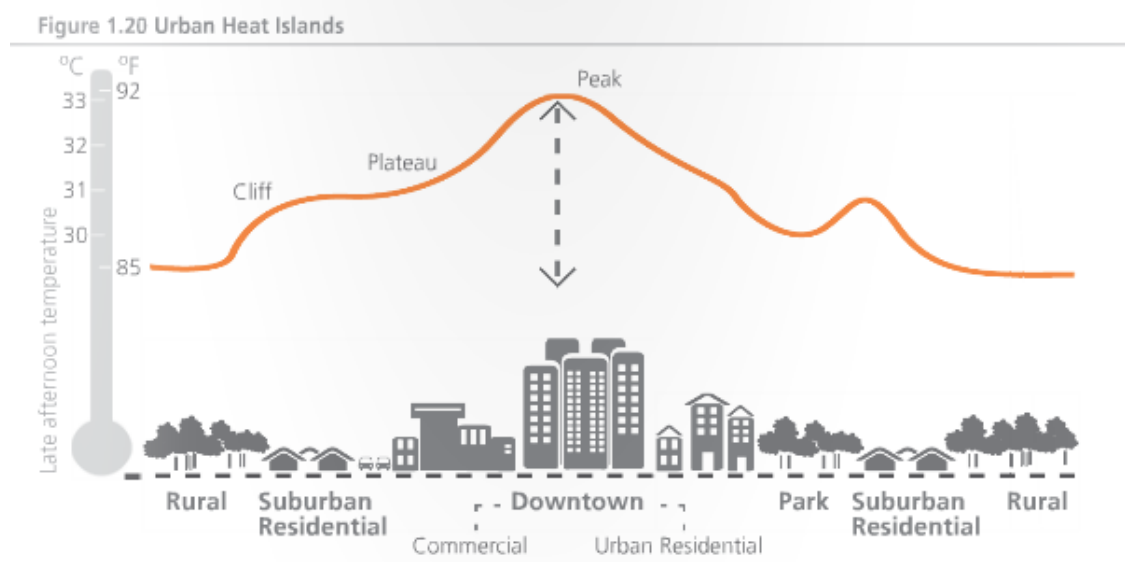 Figure 1.20 Urban Heat Islands
°C °F
92
33
32
31
30
85
Late afternoon temperature
Cliff
Plateau
Peak
Rural
Suburban
Residential
Downtown
Commercial
Urban Residential
Park
Suburban
Residential
Rural